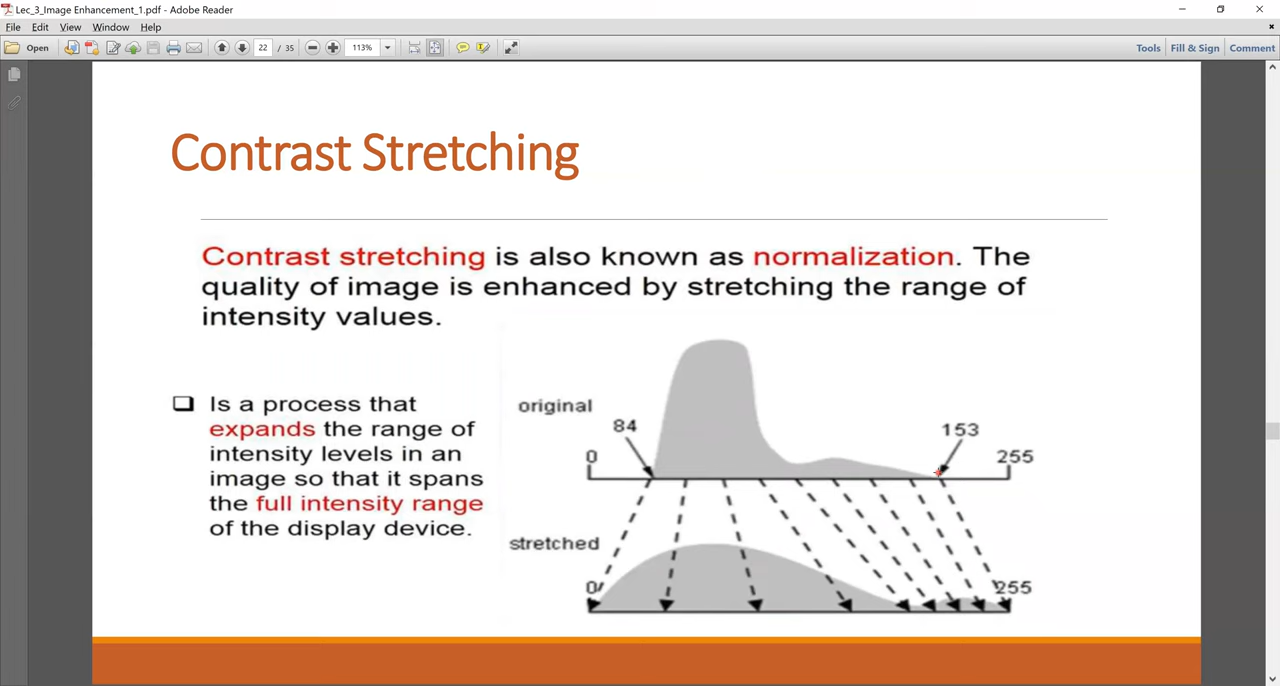 Lec_3_Image Enhancement_1.pdf - Adobe Reader
File Edit View Window Help
Open 22 / 35 113% Tools Fill & Sign Comment
Contrast Stretching
Contrast stretching is also known as normalization. The
quality of image is enhanced by stretching the range of
intensity values.
Is a process that
expands the range of
intensity levels in an
image so that it spans
the full intensity range
of the display device.
original
84
153
0
255
stretched
0
255